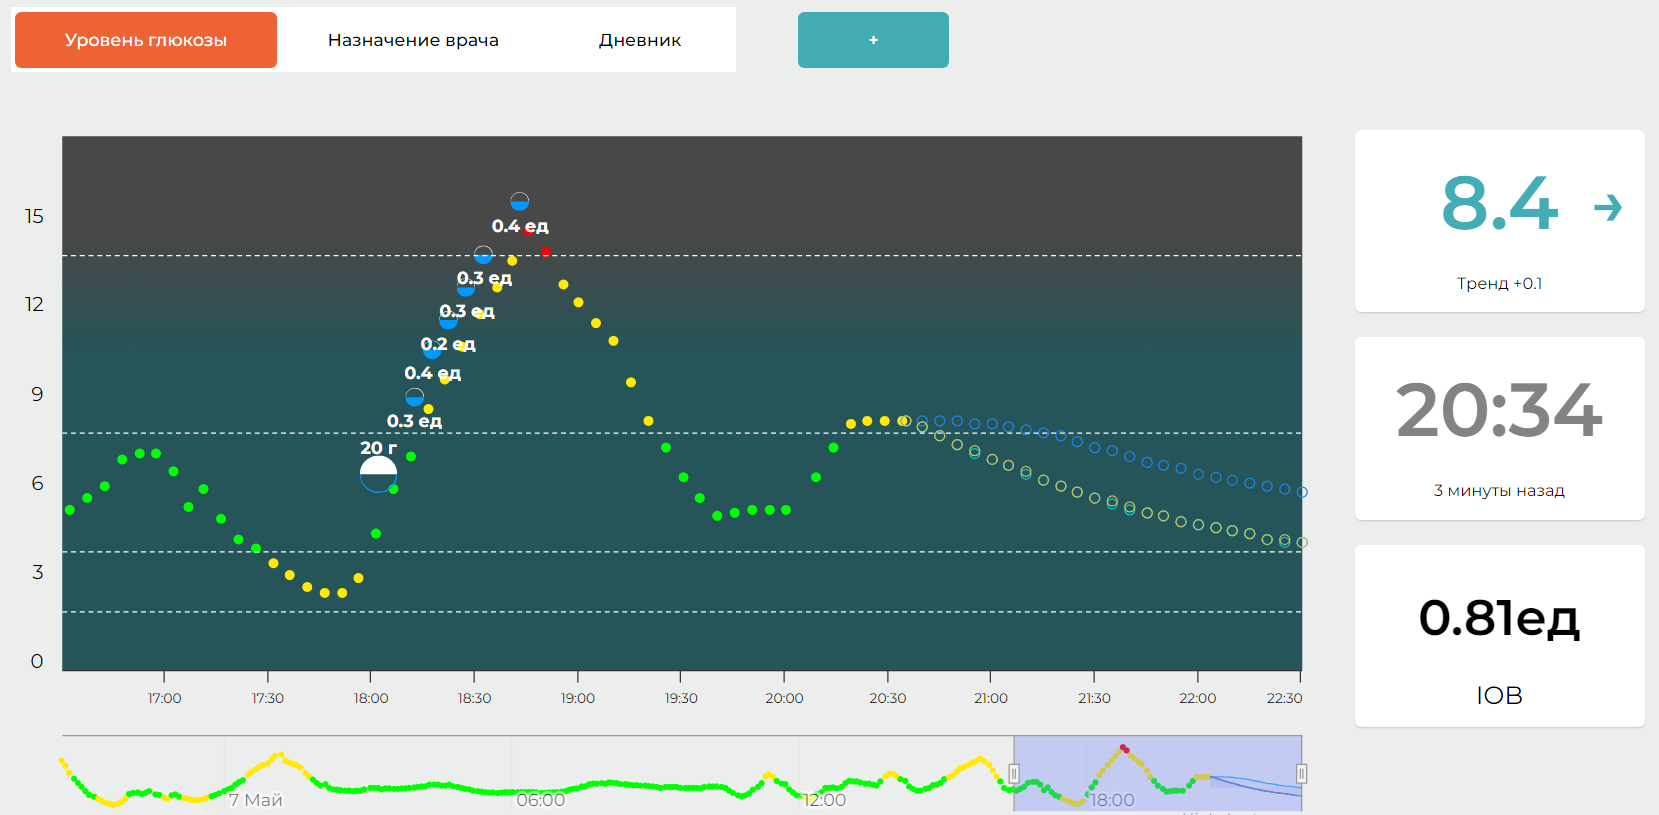 Уровень глюкозы
Назначение врача
Дневник
+
15
12
9
6
3
0
0.4 ед
0.3 ед
0.3 ед
0.2 ед
0.4 ед
0.3 ед
20 г
17:00
17:30
18:00
18:30
19:00
19:30
20:00
20:30
21:00
21:30
22:00
22:30
7 Май
06:00
12:00
18:00
8.4 →
Тренд +0.1
20:34
3 минуты назад
0.81ед
IOB